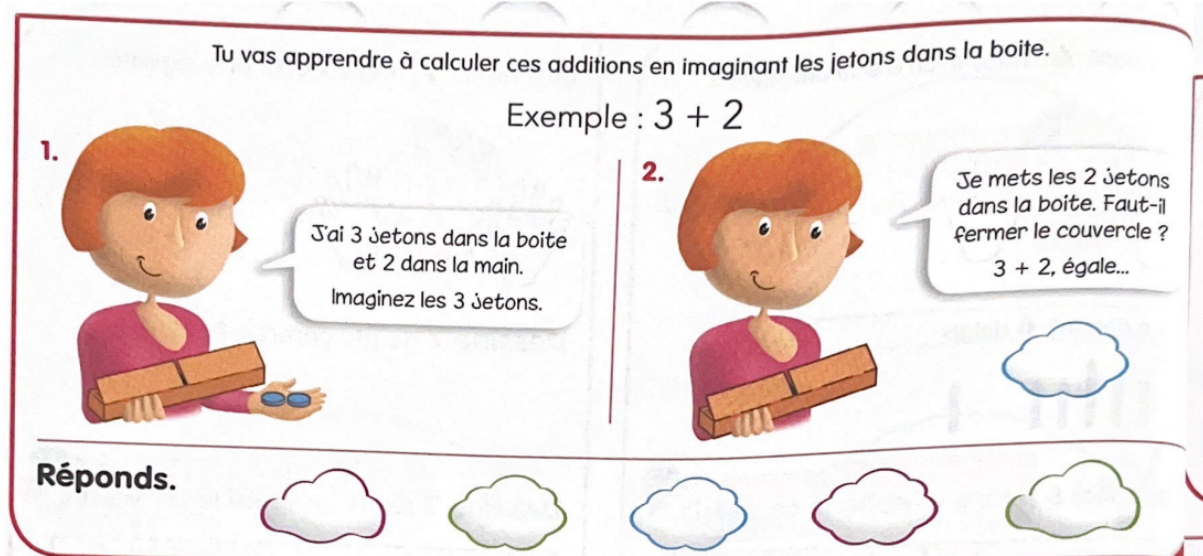 Tu vas apprendre à calculer ces additions en imaginant les jetons dans la boite.
Exemple : 3 + 2
1.
J'ai 3 jetons dans la boite
et 2 dans la main.
Imaginez les 3 jetons.
2.
Je mets les 2 jetons
dans la boite. Faut-il
fermer le couvercle ?
3 + 2, égale...
Réponds.